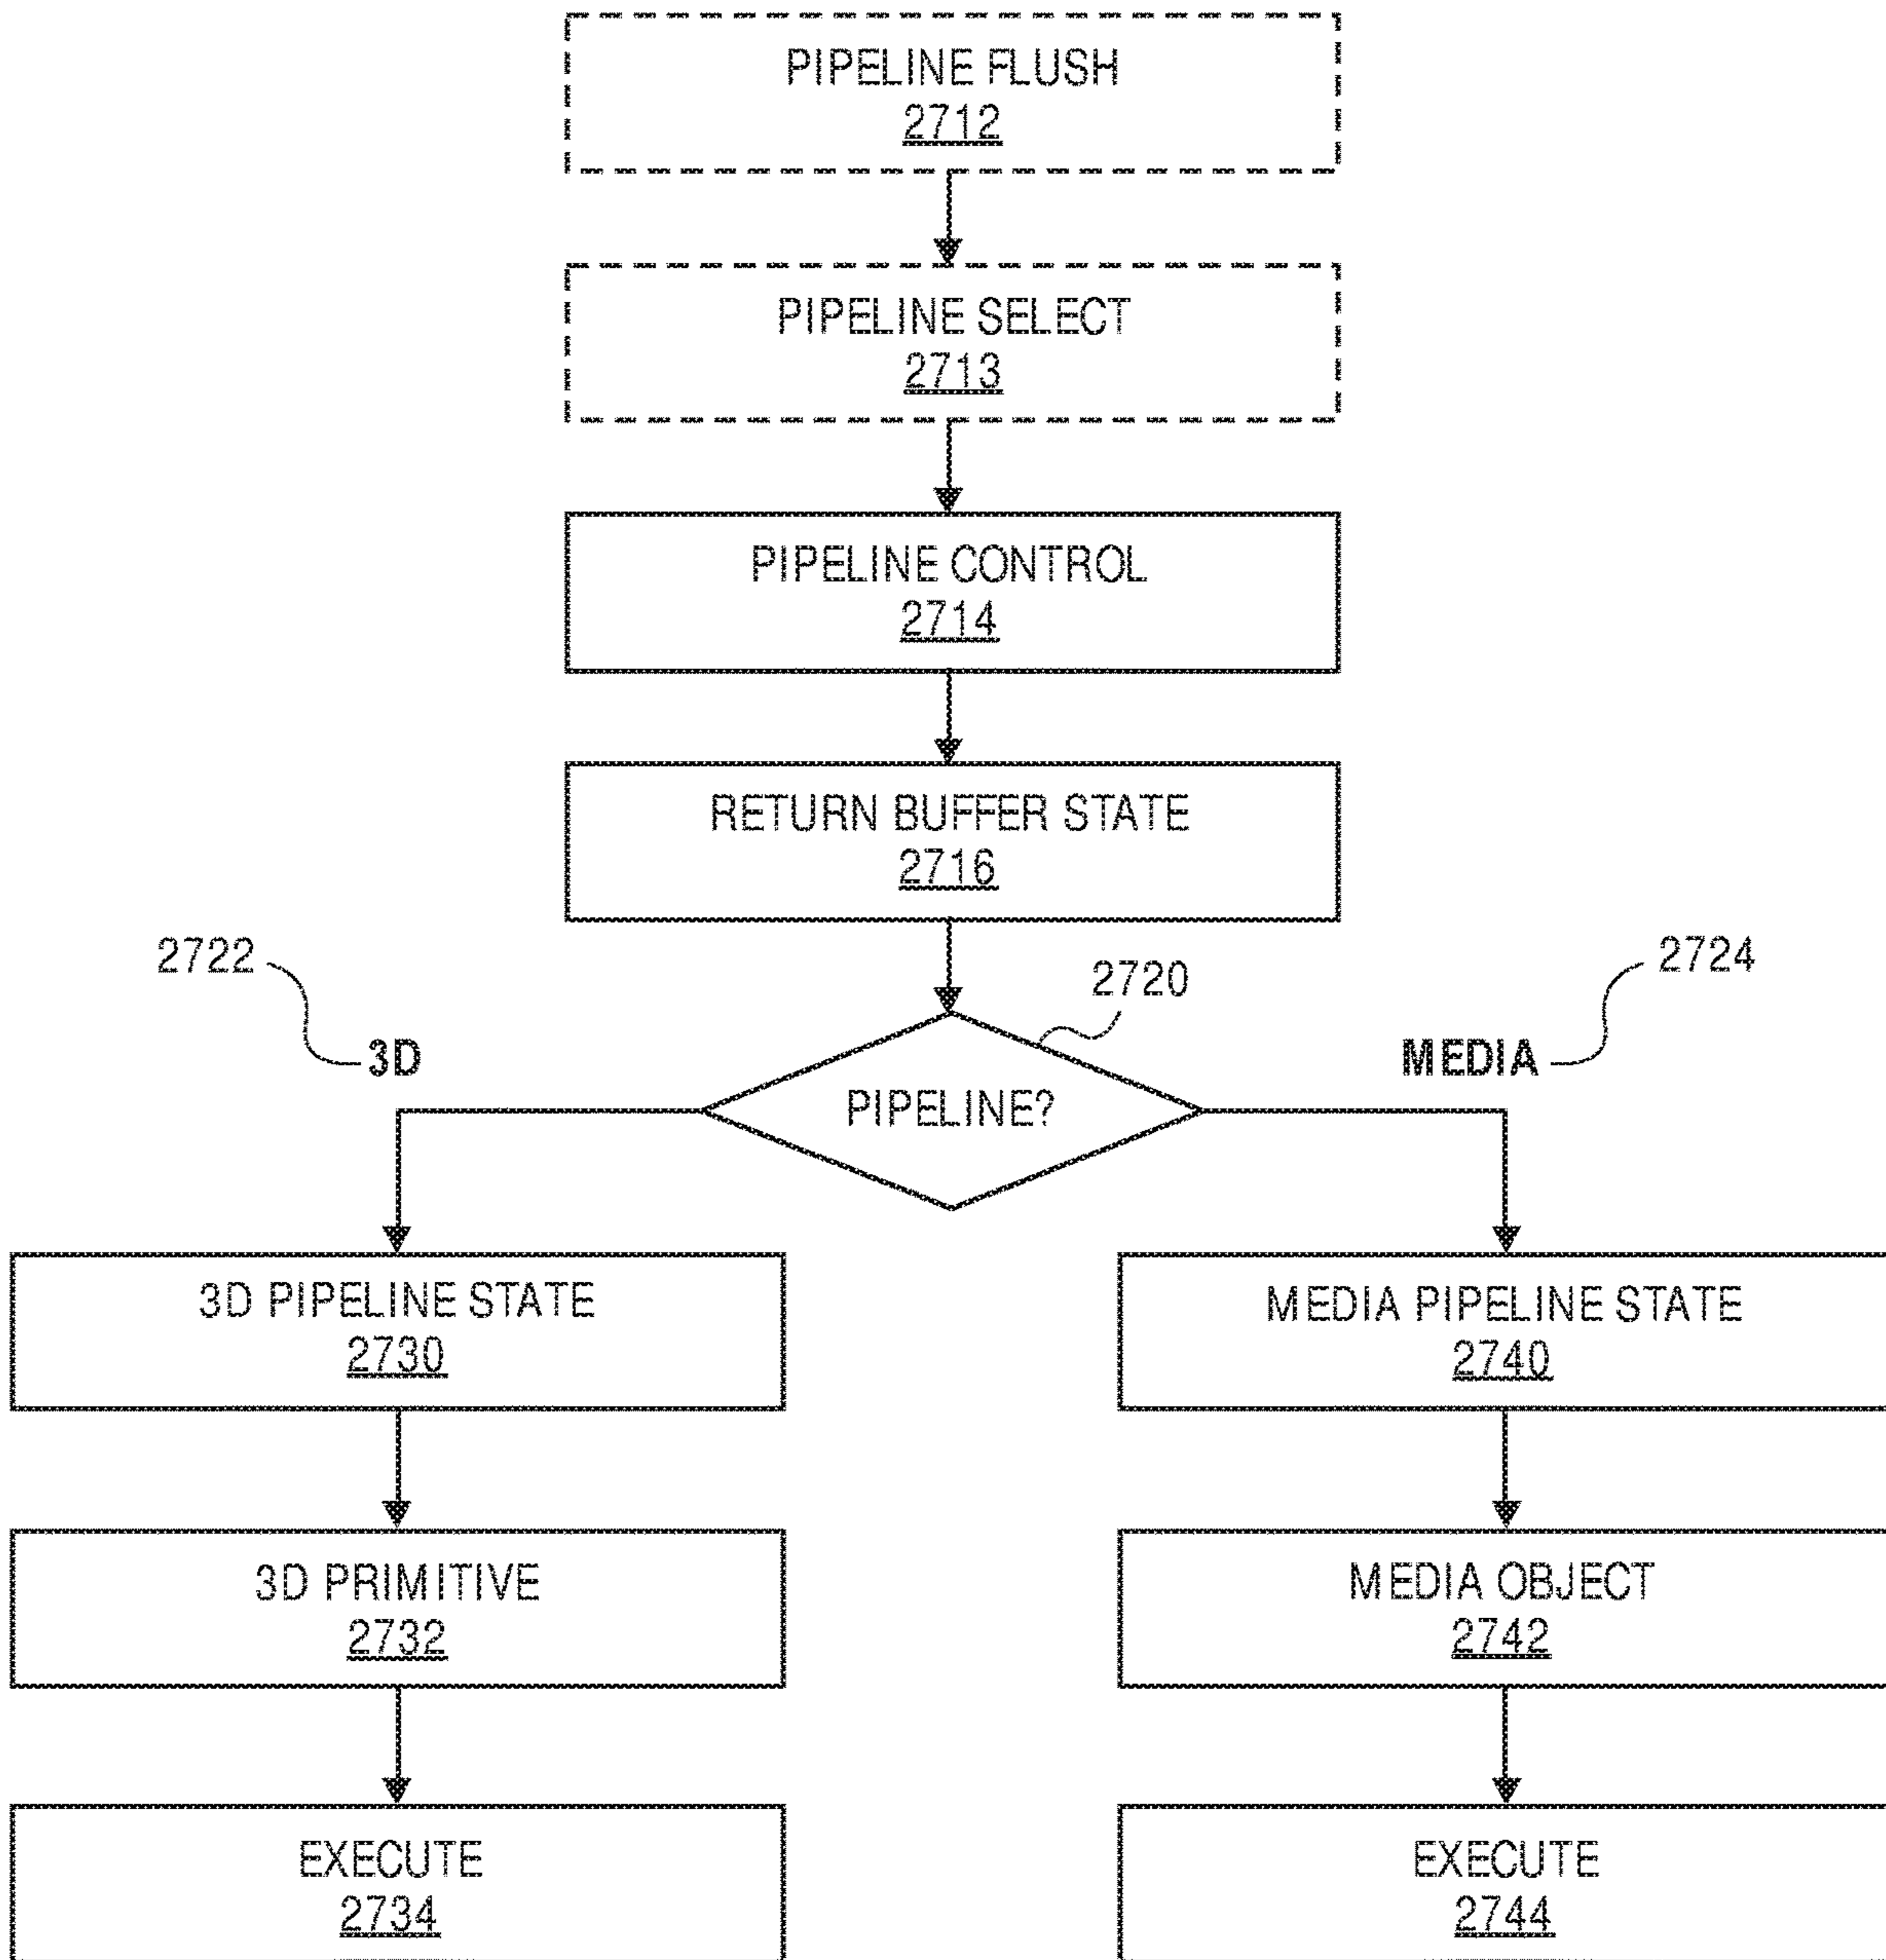 PIPELINE FLUSH
2712
PIPELINE SELECT
2713
PIPELINE CONTROL
2714
RETURN BUFFER STATE
2716
2722
2720
2724
3D
MEDIA
PIPELINE?
3D PIPELINE STATE
2730
MEDIA PIPELINE STATE
2740
3D PRIMITIVE
2732
MEDIA OBJECT
2742
EXECUTE
2734
EXECUTE
2744